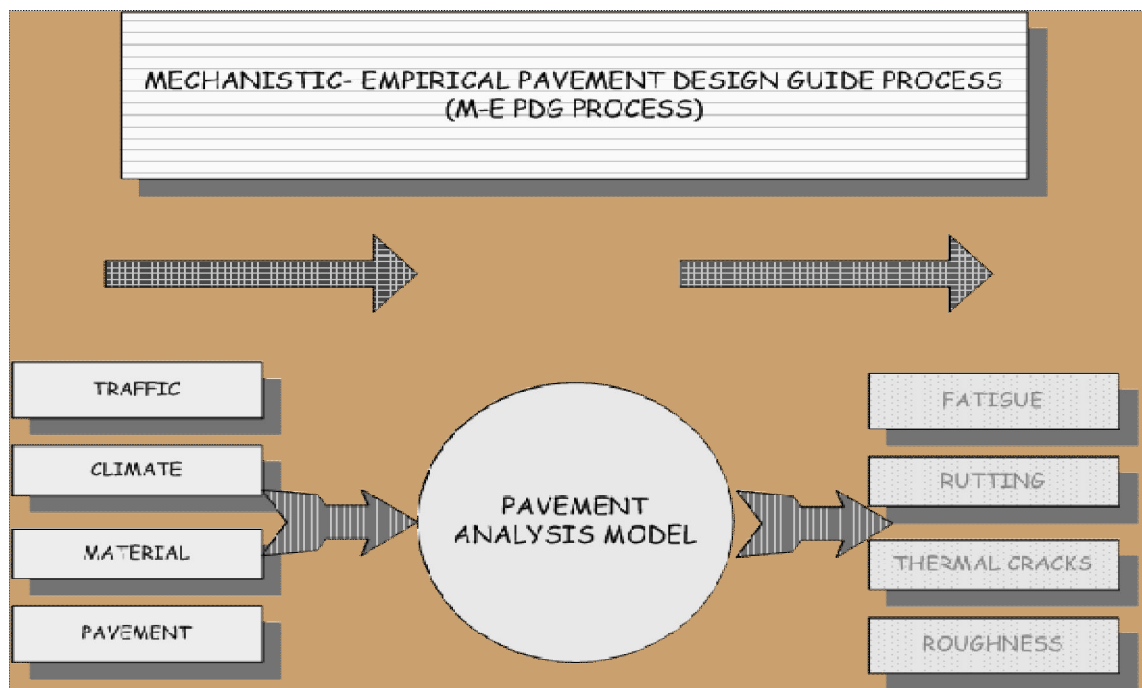 MECHANISTIC- EMPIRICAL PAVEMENT DESIGN GUIDE PROCESS
(M-E PDG PROCESS)
TRAFFIC
CLIMATE
MATERIAL
PAVEMENT
PAVEMENT
ANALYSIS MODEL
FATISUE
RUTTING
THERMAL CRACKS
ROUGHNESS